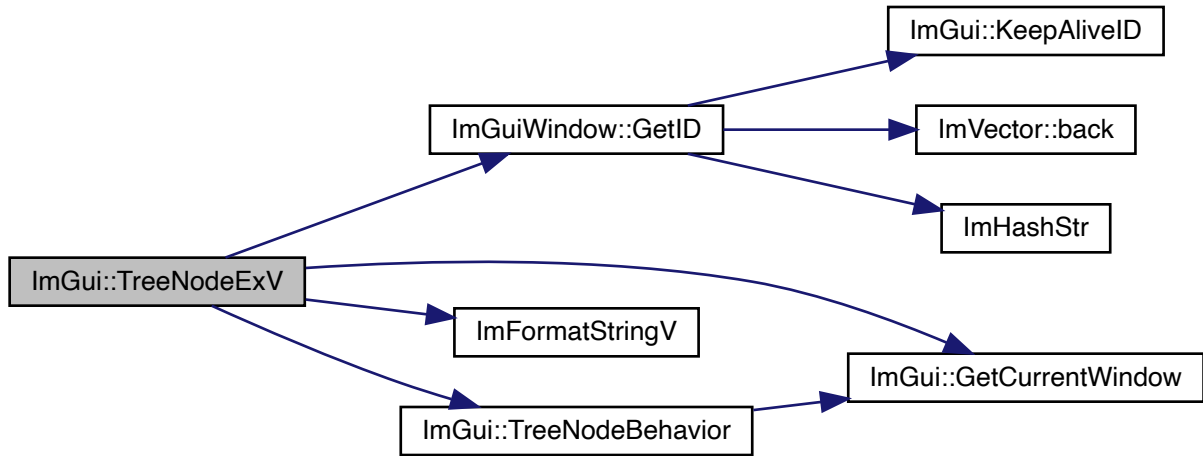 ImGui::KeepAliveID
ImGuiWindow::GetID
ImVector::back
ImHashStr
ImGui::TreeNodeExV
ImFormatStringV
ImGui::GetCurrentWindow
ImGui::TreeNodeBehavior